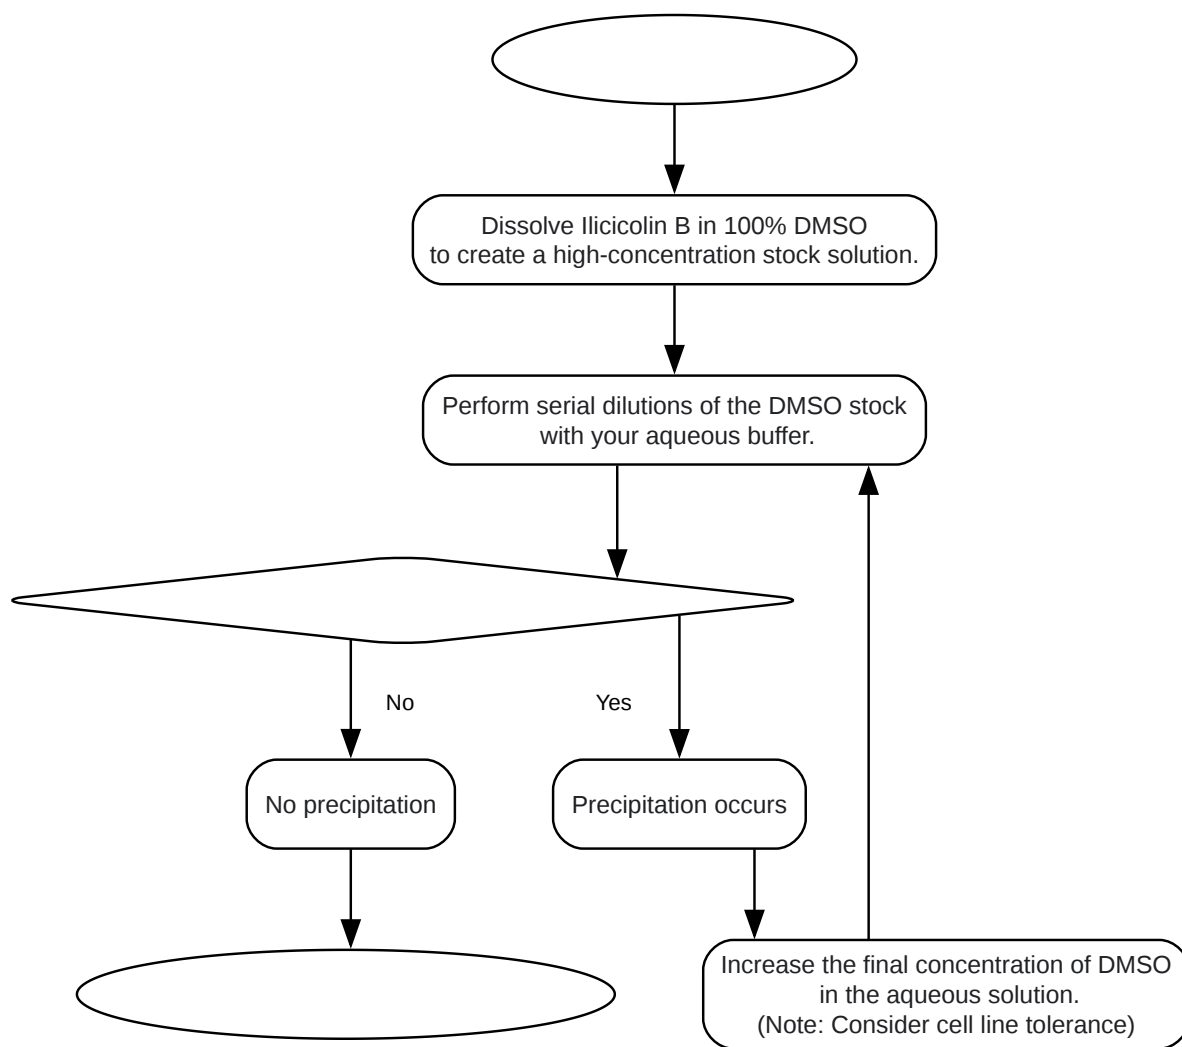 Dissolve Ilicicolin B in 100% DMSO
to create a high-concentration stock solution.
Perform serial dilutions of the DMSO stock
with your aqueous buffer.
No
Yes
No precipitation
Precipitation occurs
Increase the final concentration of DMSO
in the aqueous solution.
(Note: Consider cell line tolerance)